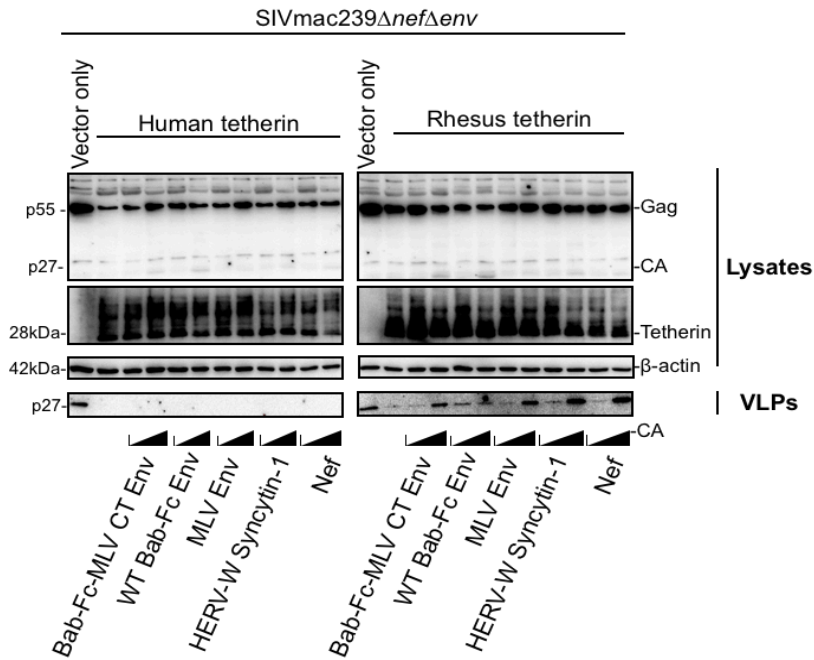 SIVmac239ΔnefΔenv
Vector only
Human tetherin
Vector only
Rhesus tetherin
p55 -
-Gag
p27-
-CA
Lysates
28kDa-
-Tetherin
42kDa-
-β-actin
p27-
VLPs
-CA
Bab-Fc-MLV CT Env
WT Bab-Fc Env
MLV Env
HERV-W Syncytin-1
Nef
Bab-Fc-MLV CT Env
WT Bab-Fc Env
MLV Env
HERV-W Syncytin-1
Nef